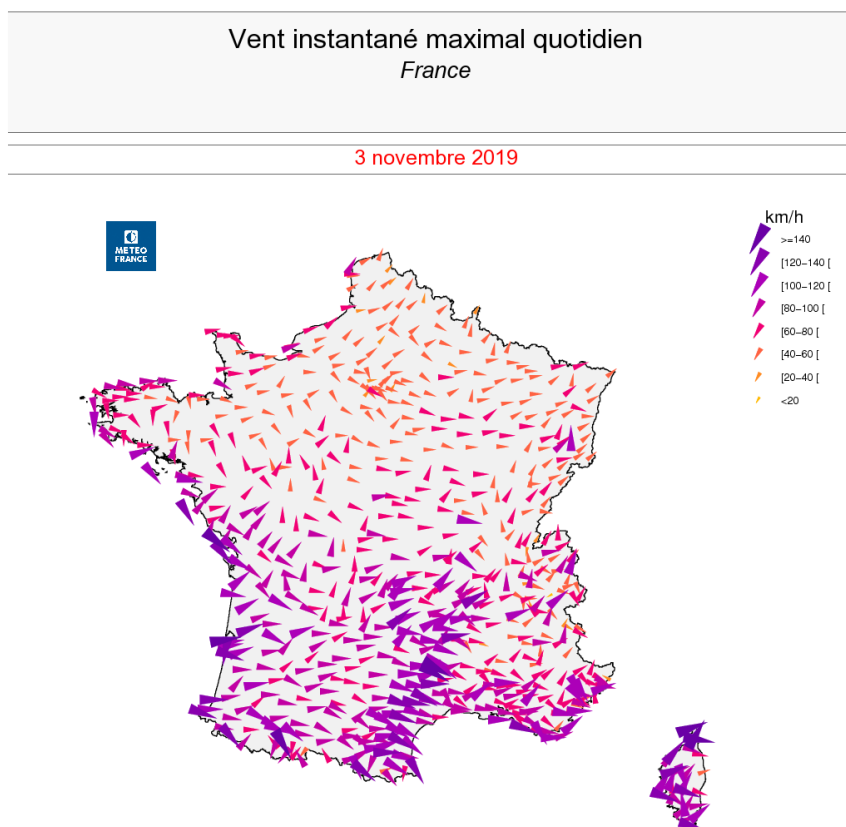 Vent instantané maximal quotidien
France
3 novembre 2019
METEO
FRANCE
km/h
>=140
[120−140 [
[100−120 [
[80−100 [
[60−80 [
[40−60 [
[20−40 [
<20